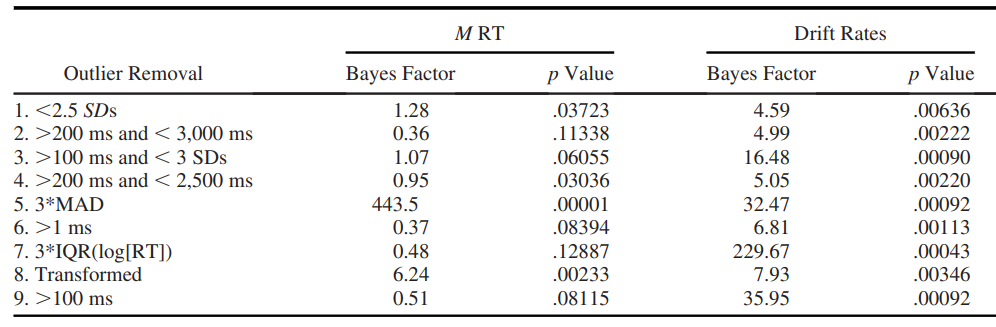 M RT Drift Rates
Outlier Removal Bayes Factor p Value Bayes Factor p Value
1. <2.5 SDs 1.28 .03723 4.59 .00636
2. >200 ms and < 3,000 ms 0.36 .11338 4.99 .00222
3. >100 ms and < 3 SDs 1.07 .06055 16.48 .00090
4. >200 ms and < 2,500 ms 0.95 .03036 5.05 .00220
5. 3*MAD 443.5 .00001 32.47 .00092
6. >1 ms 0.37 .08394 6.81 .00113
7. 3*IQR(log[RT]) 0.48 .12887 229.67 .00043
8. Transformed 6.24 .00233 7.93 .00346
9. >100 ms 0.51 .08115 35.95 .00092